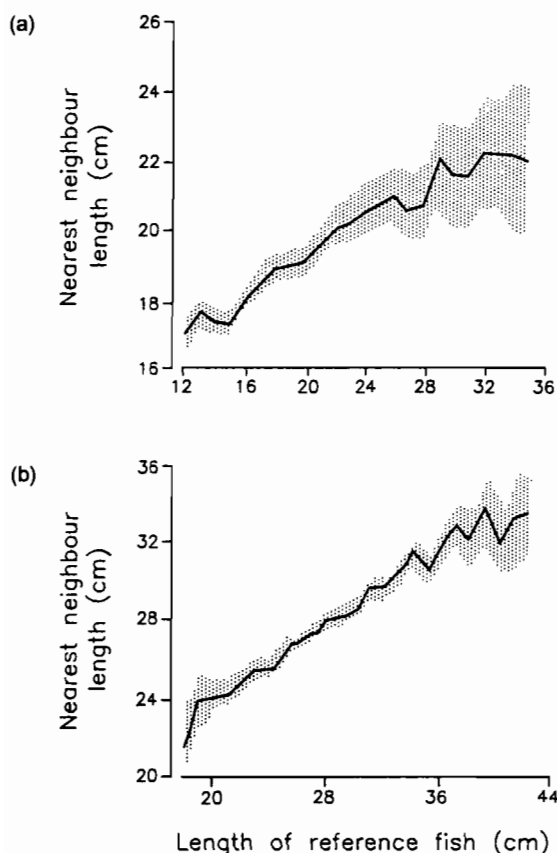 (a)
Nearest neighbour
length (cm)
26
24
22
20
18
16
12 16 20 24 28 32 36
(b)
Nearest neighbour
length (cm)
36
32
28
24
20
20 28 36 44
Length of reference fish (cm)